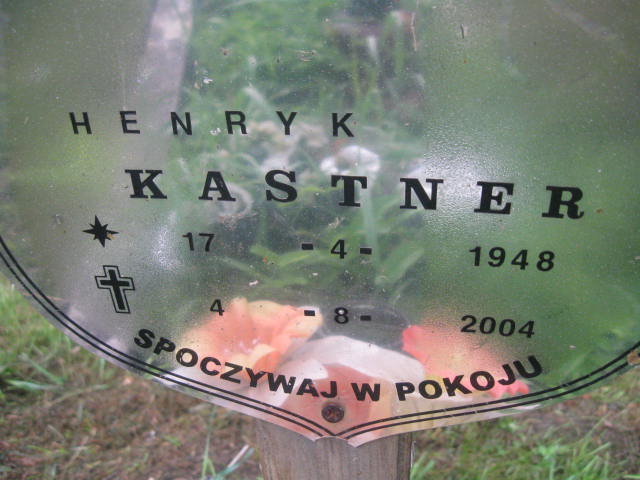 HENRYK
KASTNER
17 -4- 1948
4 -8- 2004
SPOCZYWAJ W POKOJU